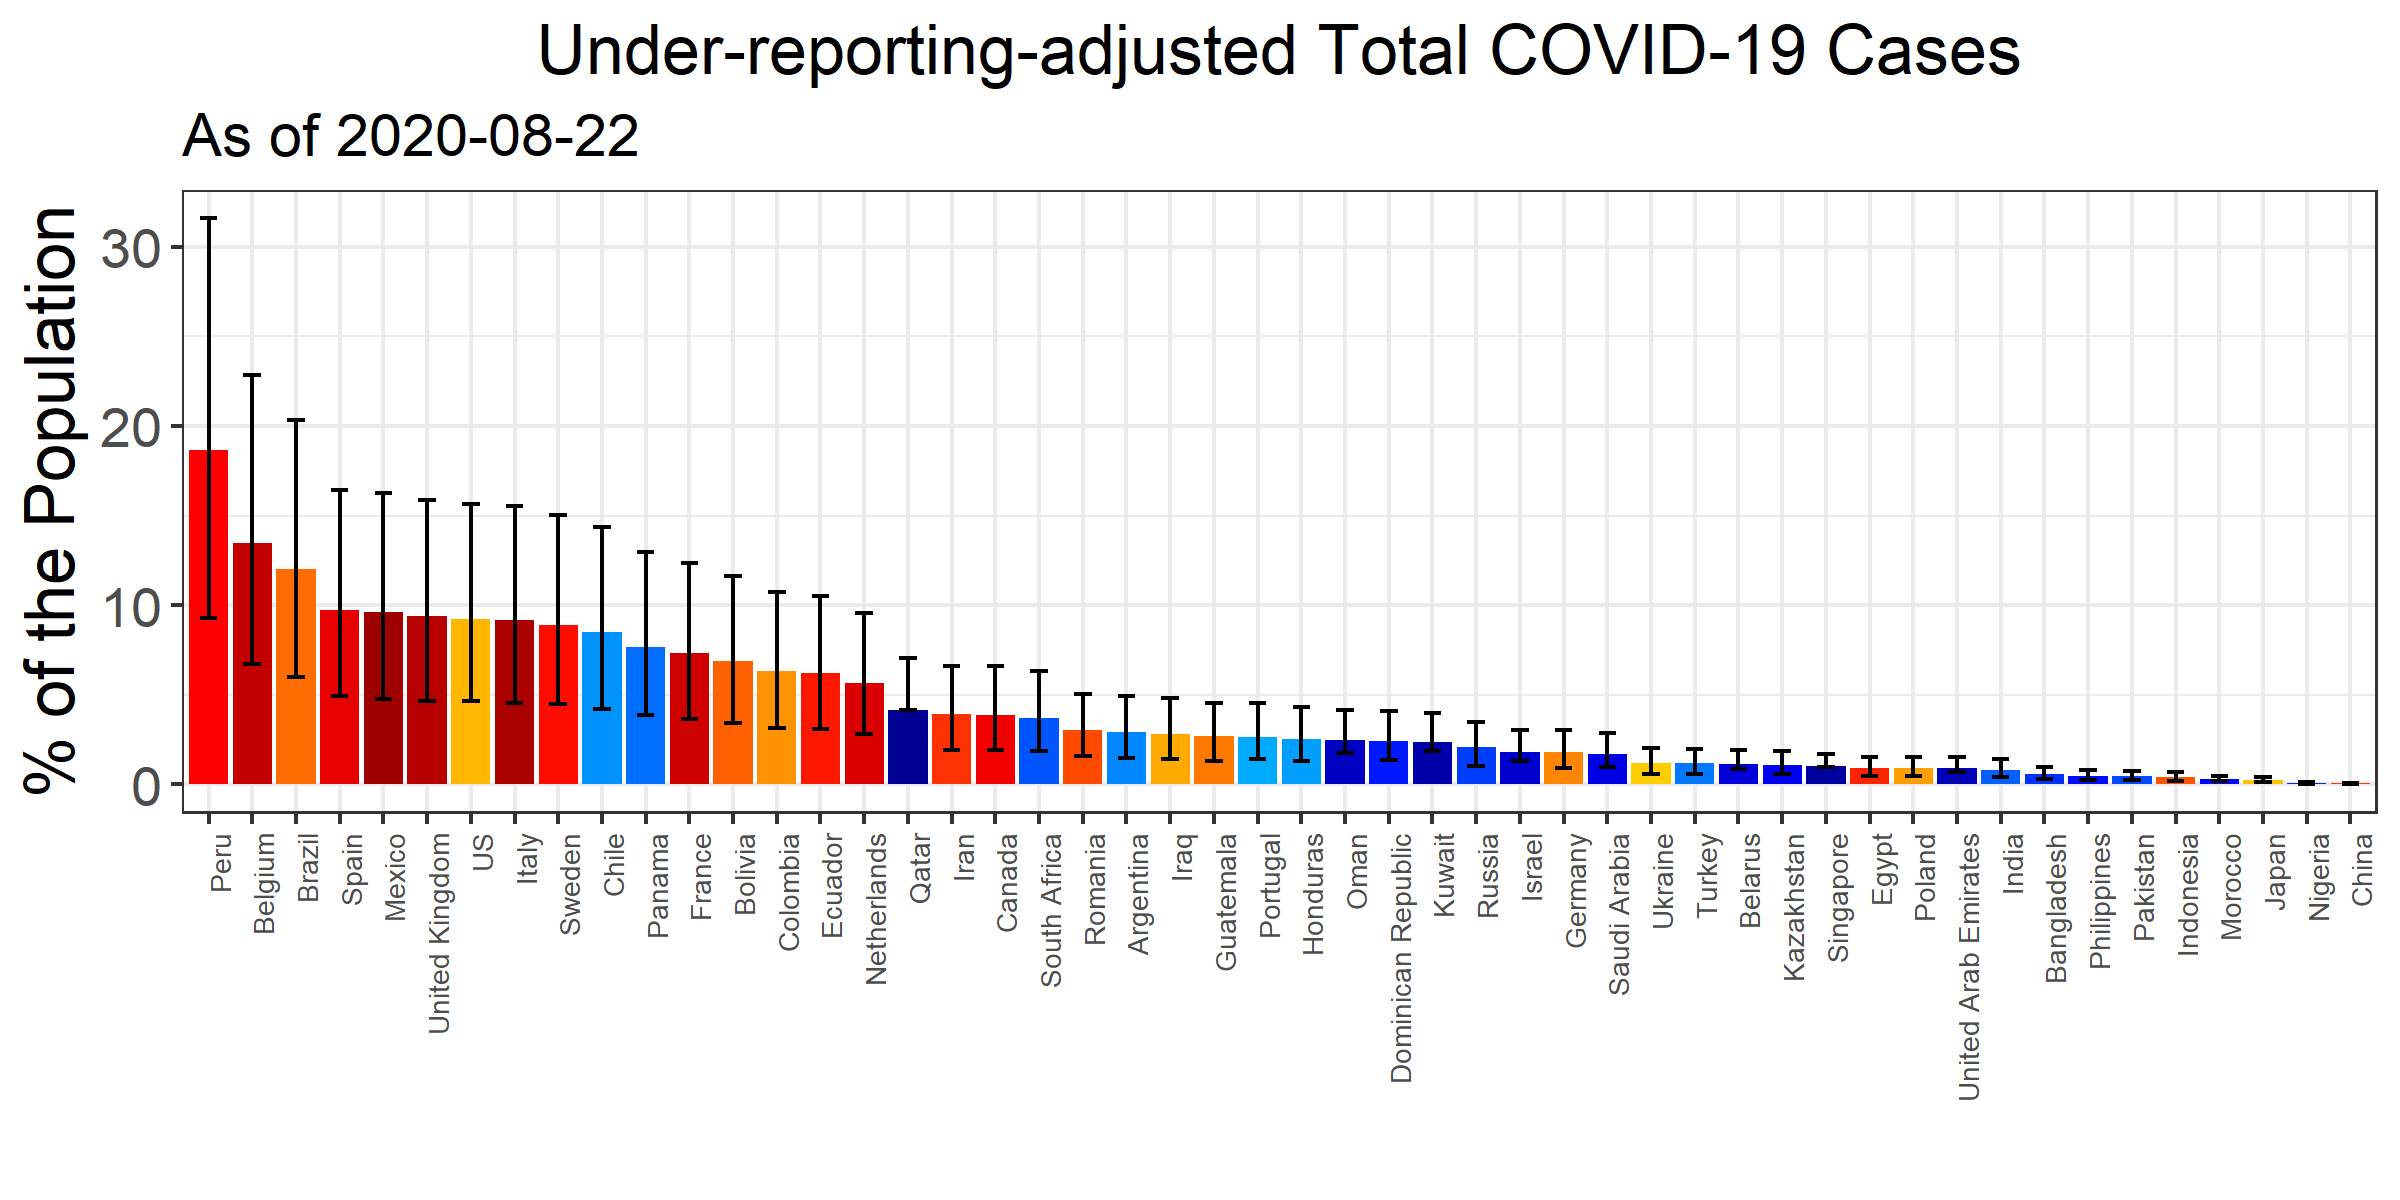 Under-reporting-adjusted Total COVID-19 Cases
As of 2020-08-22
% of the Population
30
20
10
0
Peru
Belgium
Brazil
Spain
Mexico
United Kingdom
US
Italy
Sweden
Chile
Panama
France
Bolivia
Colombia
Ecuador
Netherlands
Qatar
Iran
Canada
South Africa
Romania
Argentina
Iraq
Guatemala
Portugal
Honduras
Oman
Dominican Republic
Kuwait
Russia
Israel
Germany
Saudi Arabia
Ukraine
Turkey
Belarus
Kazakhstan
Singapore
Egypt
Poland
United Arab Emirates
India
Bangladesh
Philippines
Pakistan
Indonesia
Morocco
Japan
Nigeria
China